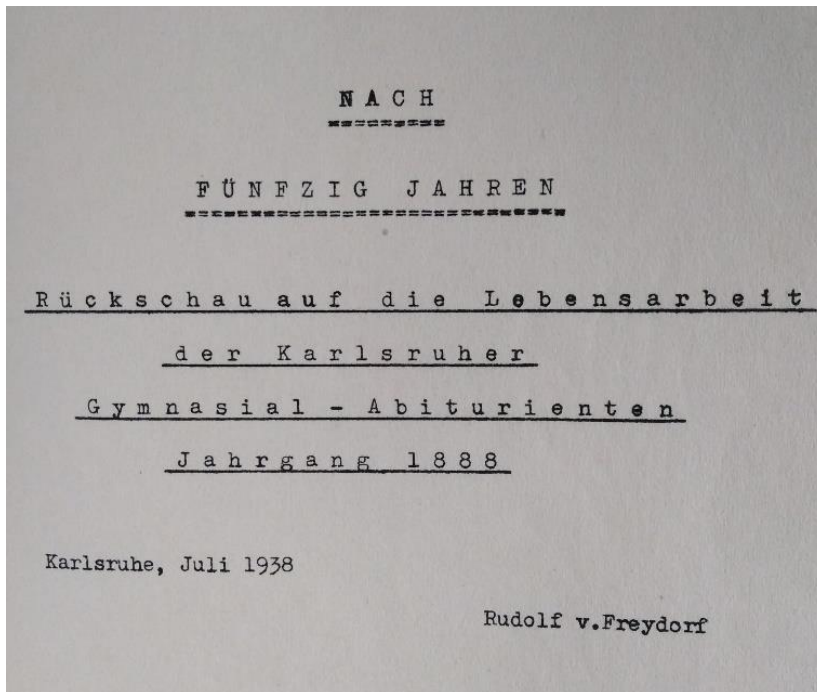 NACH
FÜNFZIG JAHREN
Rückschau auf die Lebensarbeit
der Karlsruher
Gymnasial - Abiturienten
Jahrgang 1888
Karlsruhe, Juli 1938
Rudolf v.Freydorf